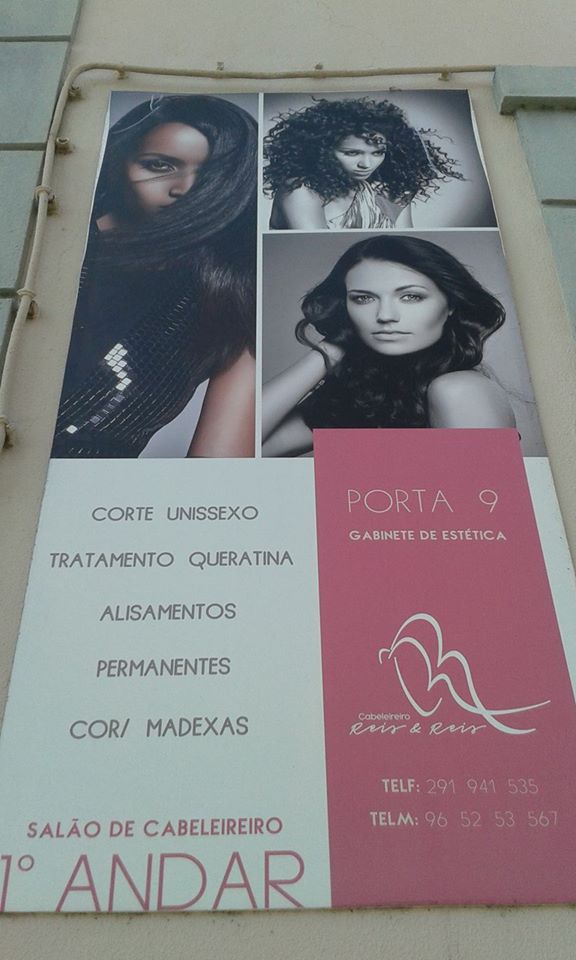 CORTE UNISSEXO
TRATAMENTO QUERATINA
ALISAMENTOS
PERMANENTES
COR/ MADEXAS
SALÃO DE CABELEIREIRO
1º ANDAR
PORTA 9
GABINETE DE ESTÉTICA
Cabeleireiro
Reis & Reis
TELF: 291 941 535
TELM: 96 52 53 567